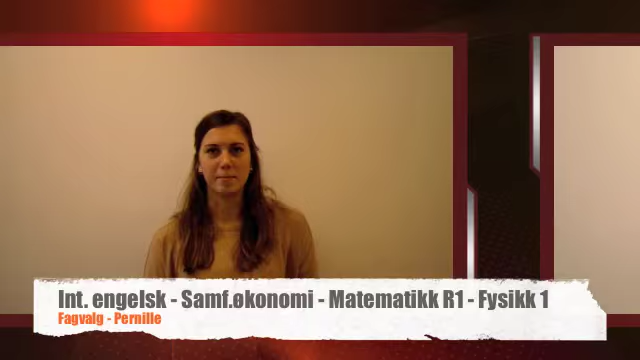 Int. engelsk - Samf.økonomi - Matematikk R1 - Fysikk 1
Fagvalg - Pernille